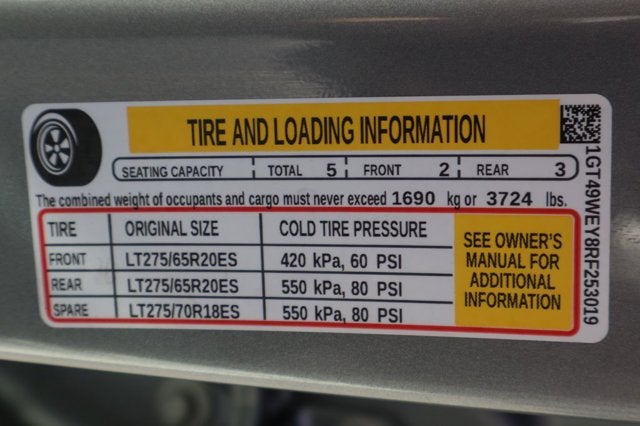 TIRE AND LOADING INFORMATION
SEATING CAPACITY TOTAL 5 FRONT 2 REAR 3
The combined weight of occupants and cargo must never exceed 1690 kg or 3724 lbs.
TIRE ORIGINAL SIZE COLD TIRE PRESSURE
FRONT LT275/65R20ES 420 kPa, 60 PSI
REAR LT275/65R20ES 550 kPa, 80 PSI
SPARE LT275/70R18ES 550 kPa, 80 PSI
SEE OWNER'S
MANUAL FOR
ADDITIONAL
INFORMATION
1GT49WEY8RF253019